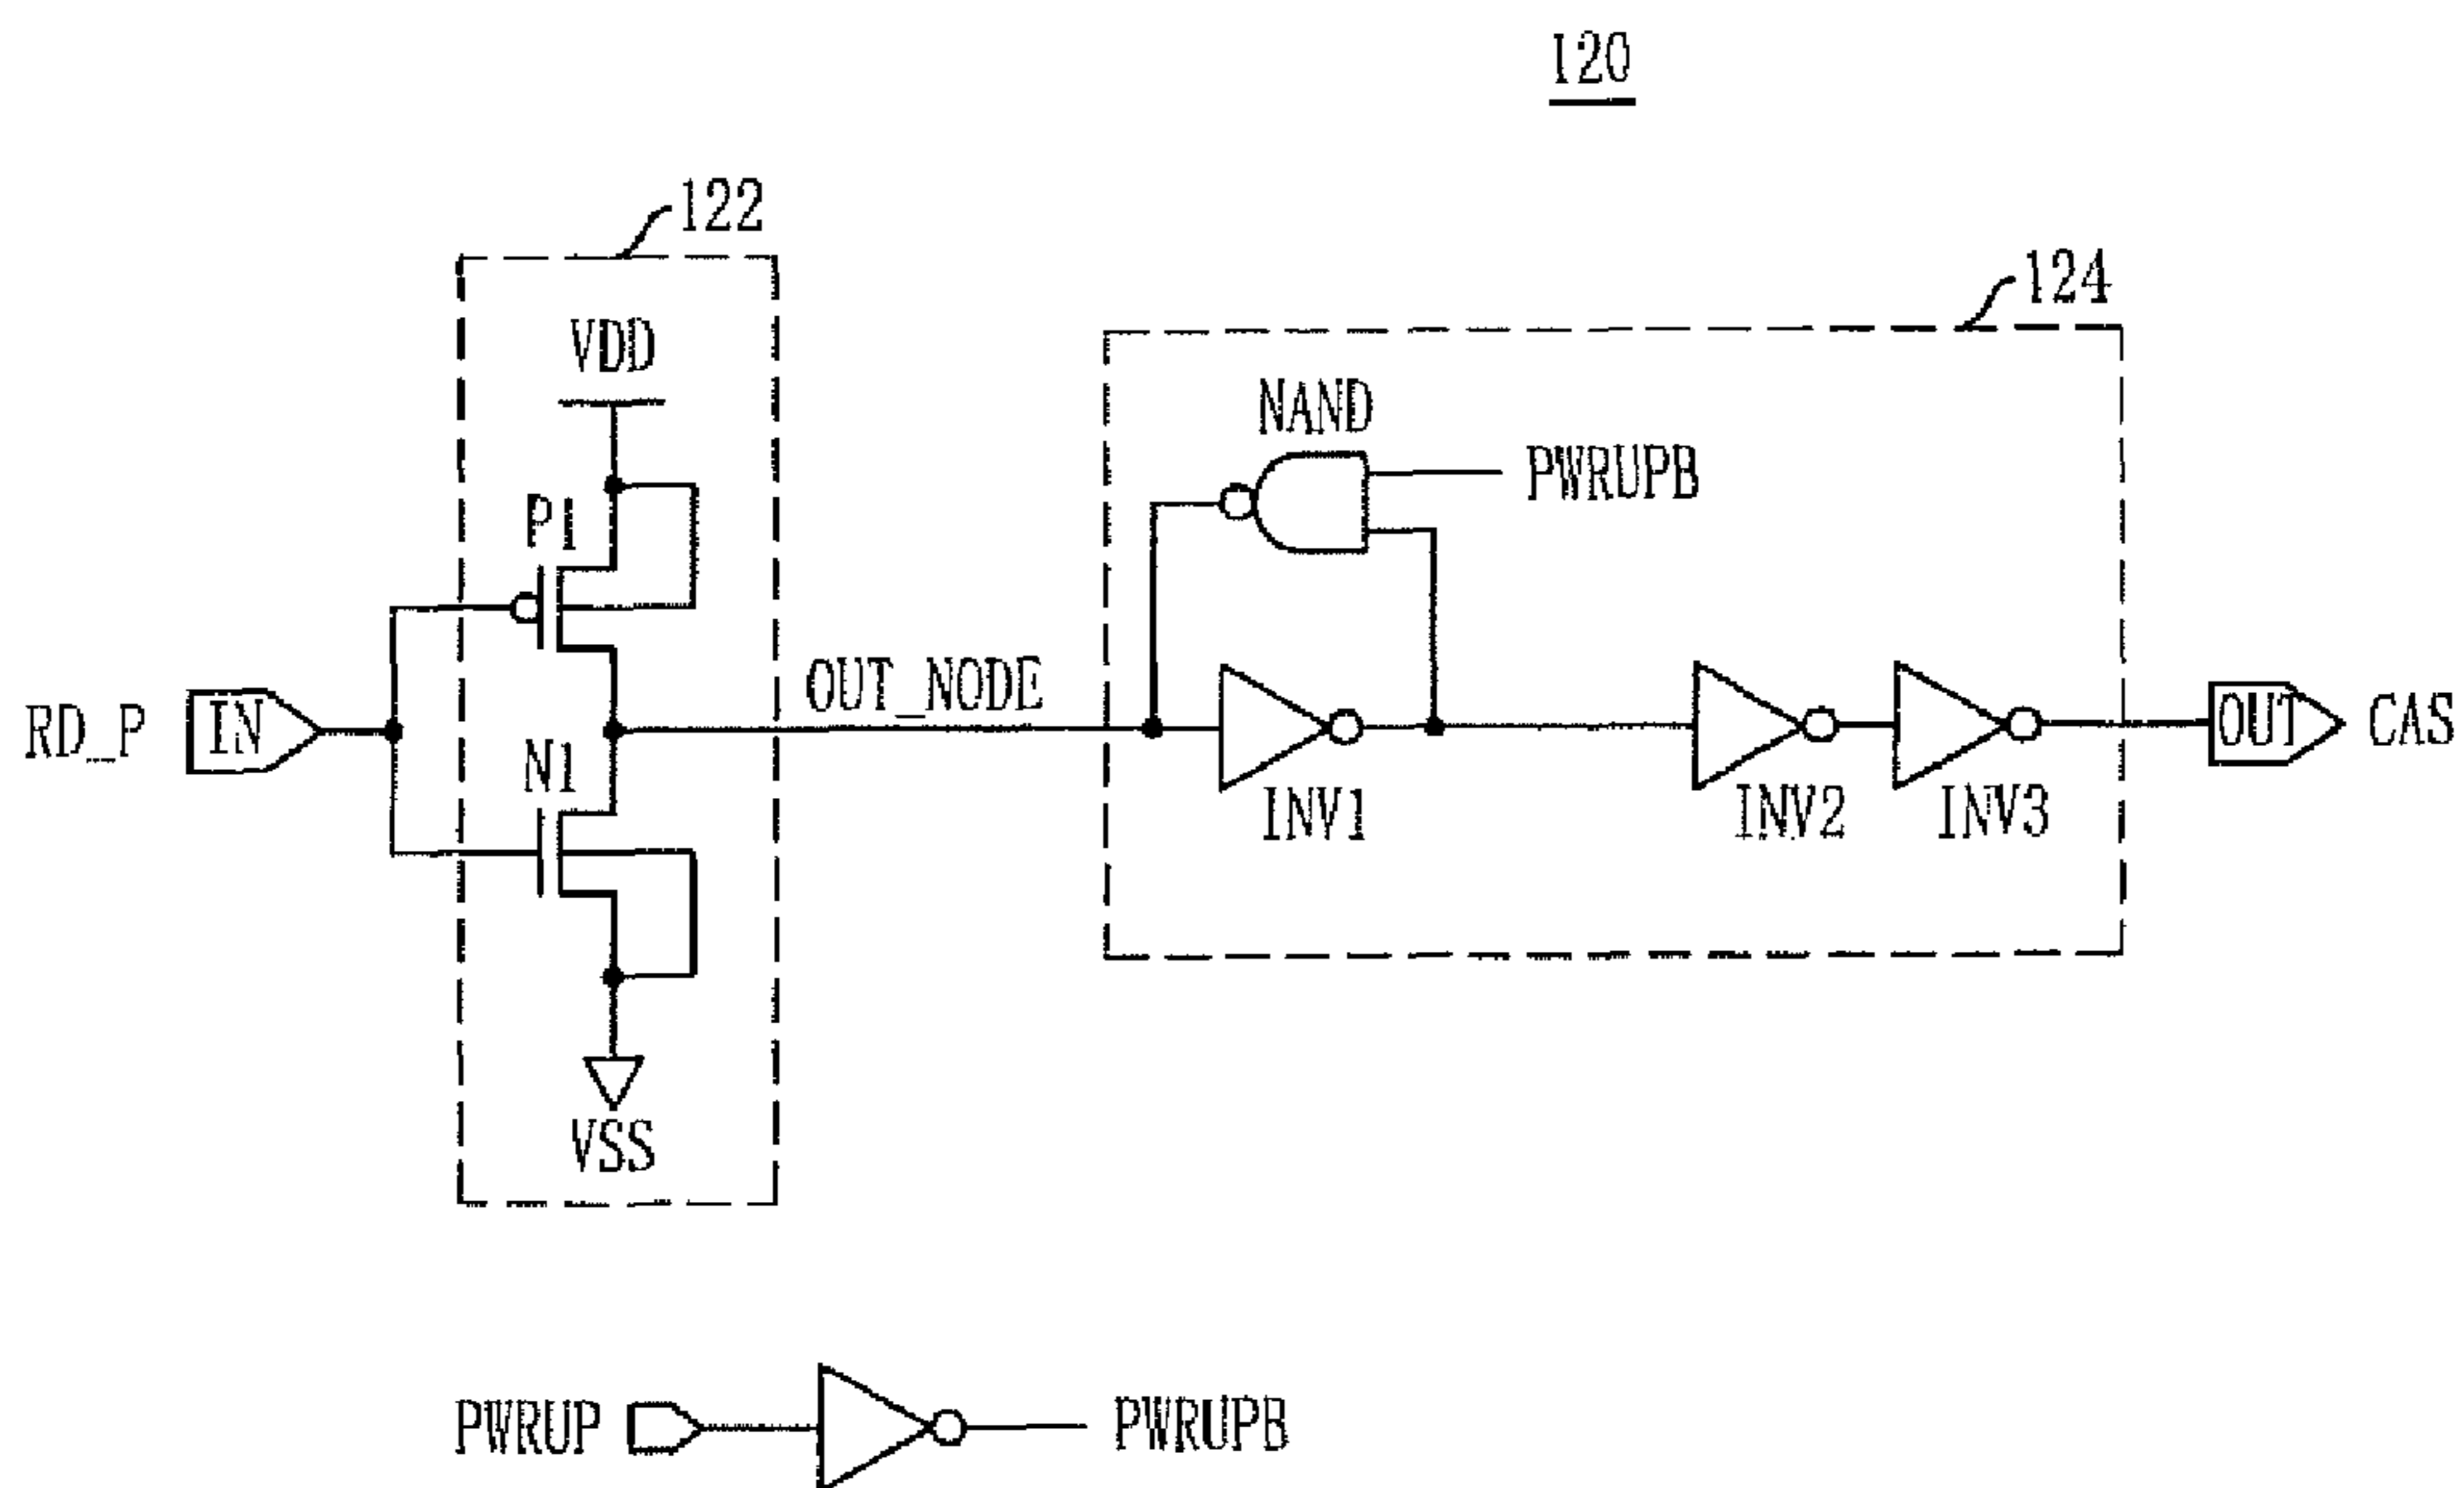 120
122
124
VDD
NAND
PWRUPB
P1
OUT_NODE
RD_P
IN
N1
OUT
CAS
INV1
INV2
INV3
VSS
PWRUP
PWRUPB